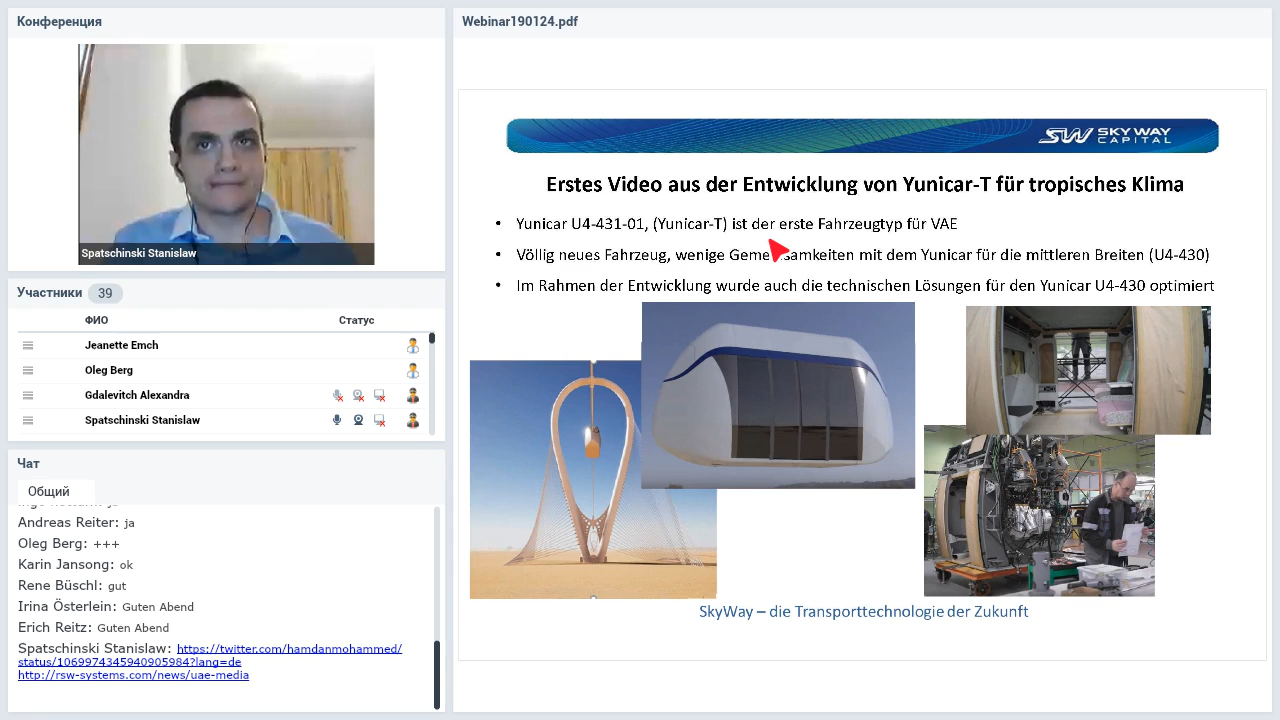 Конференция
Spatschinski Stanislaw
Участники 39
ФИО Статус
Jeanette Emch
Oleg Berg
Gdalevitch Alexandra
Spatschinski Stanislaw
Чат
Общий
Andreas Reiter: ja
Oleg Berg: +++
Karin Jansong: ok
Rene Büschl: gut
Irina Österlein: Guten Abend
Erich Reitz: Guten Abend
Spatschinski Stanislaw: https://twitter.com/hamdanmohammed/
status/1069974345940905984?lang=de
http://rsw-systems.com/news/uae-media
Webinar190124.pdf
SW SKY WAY
CAPITAL
Erstes Video aus der Entwicklung von Yunicar-T für tropisches Klima
• Yunicar U4-431-01, (Yunicar-T) ist der erste Fahrzeugtyp für VAE
• Völlig neues Fahrzeug, wenige Gemeinsamkeiten mit dem Yunicar für die mittleren Breiten (U4-430)
• Im Rahmen der Entwicklung wurde auch die technischen Lösungen für den Yunicar U4-430 optimiert
SkyWay – die Transporttechnologie der Zukunft